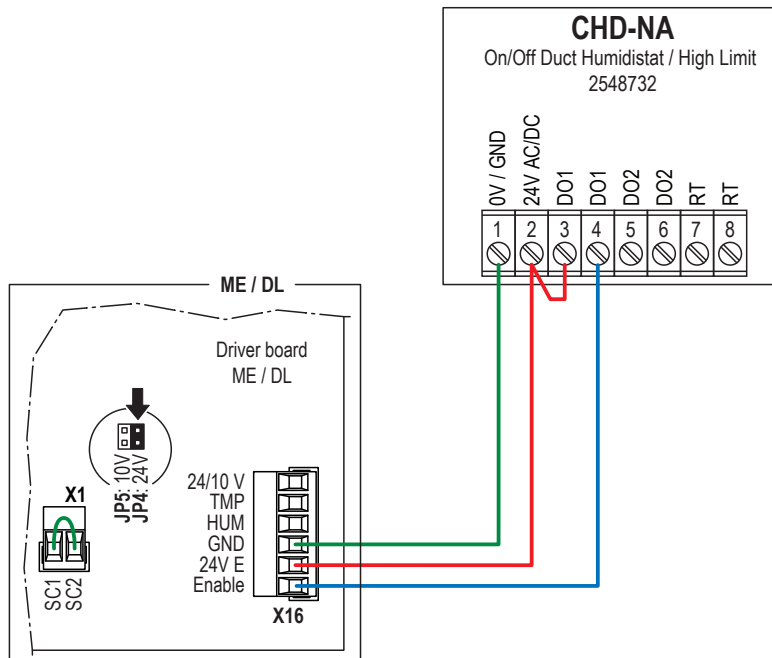 CHD-NA
On/Off Duct Humidistat / High Limit
2548732
0V / GND
24V AC/DC
DO1
DO1
DO2
DO2
RT
RT
1 2 3 4 5 6 7 8
ME / DL
Driver board
ME / DL
JP5: 10V
JP4: 24V
X1
SC1
SC2
24/10 V
TMP
HUM
GND
24V E
Enable
X16